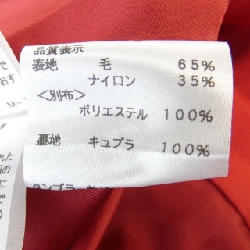 品質表示
表地 毛 65%
ナイロン 35%
<別布>
ポリエステル 100%
裏地 キュプラ 100%